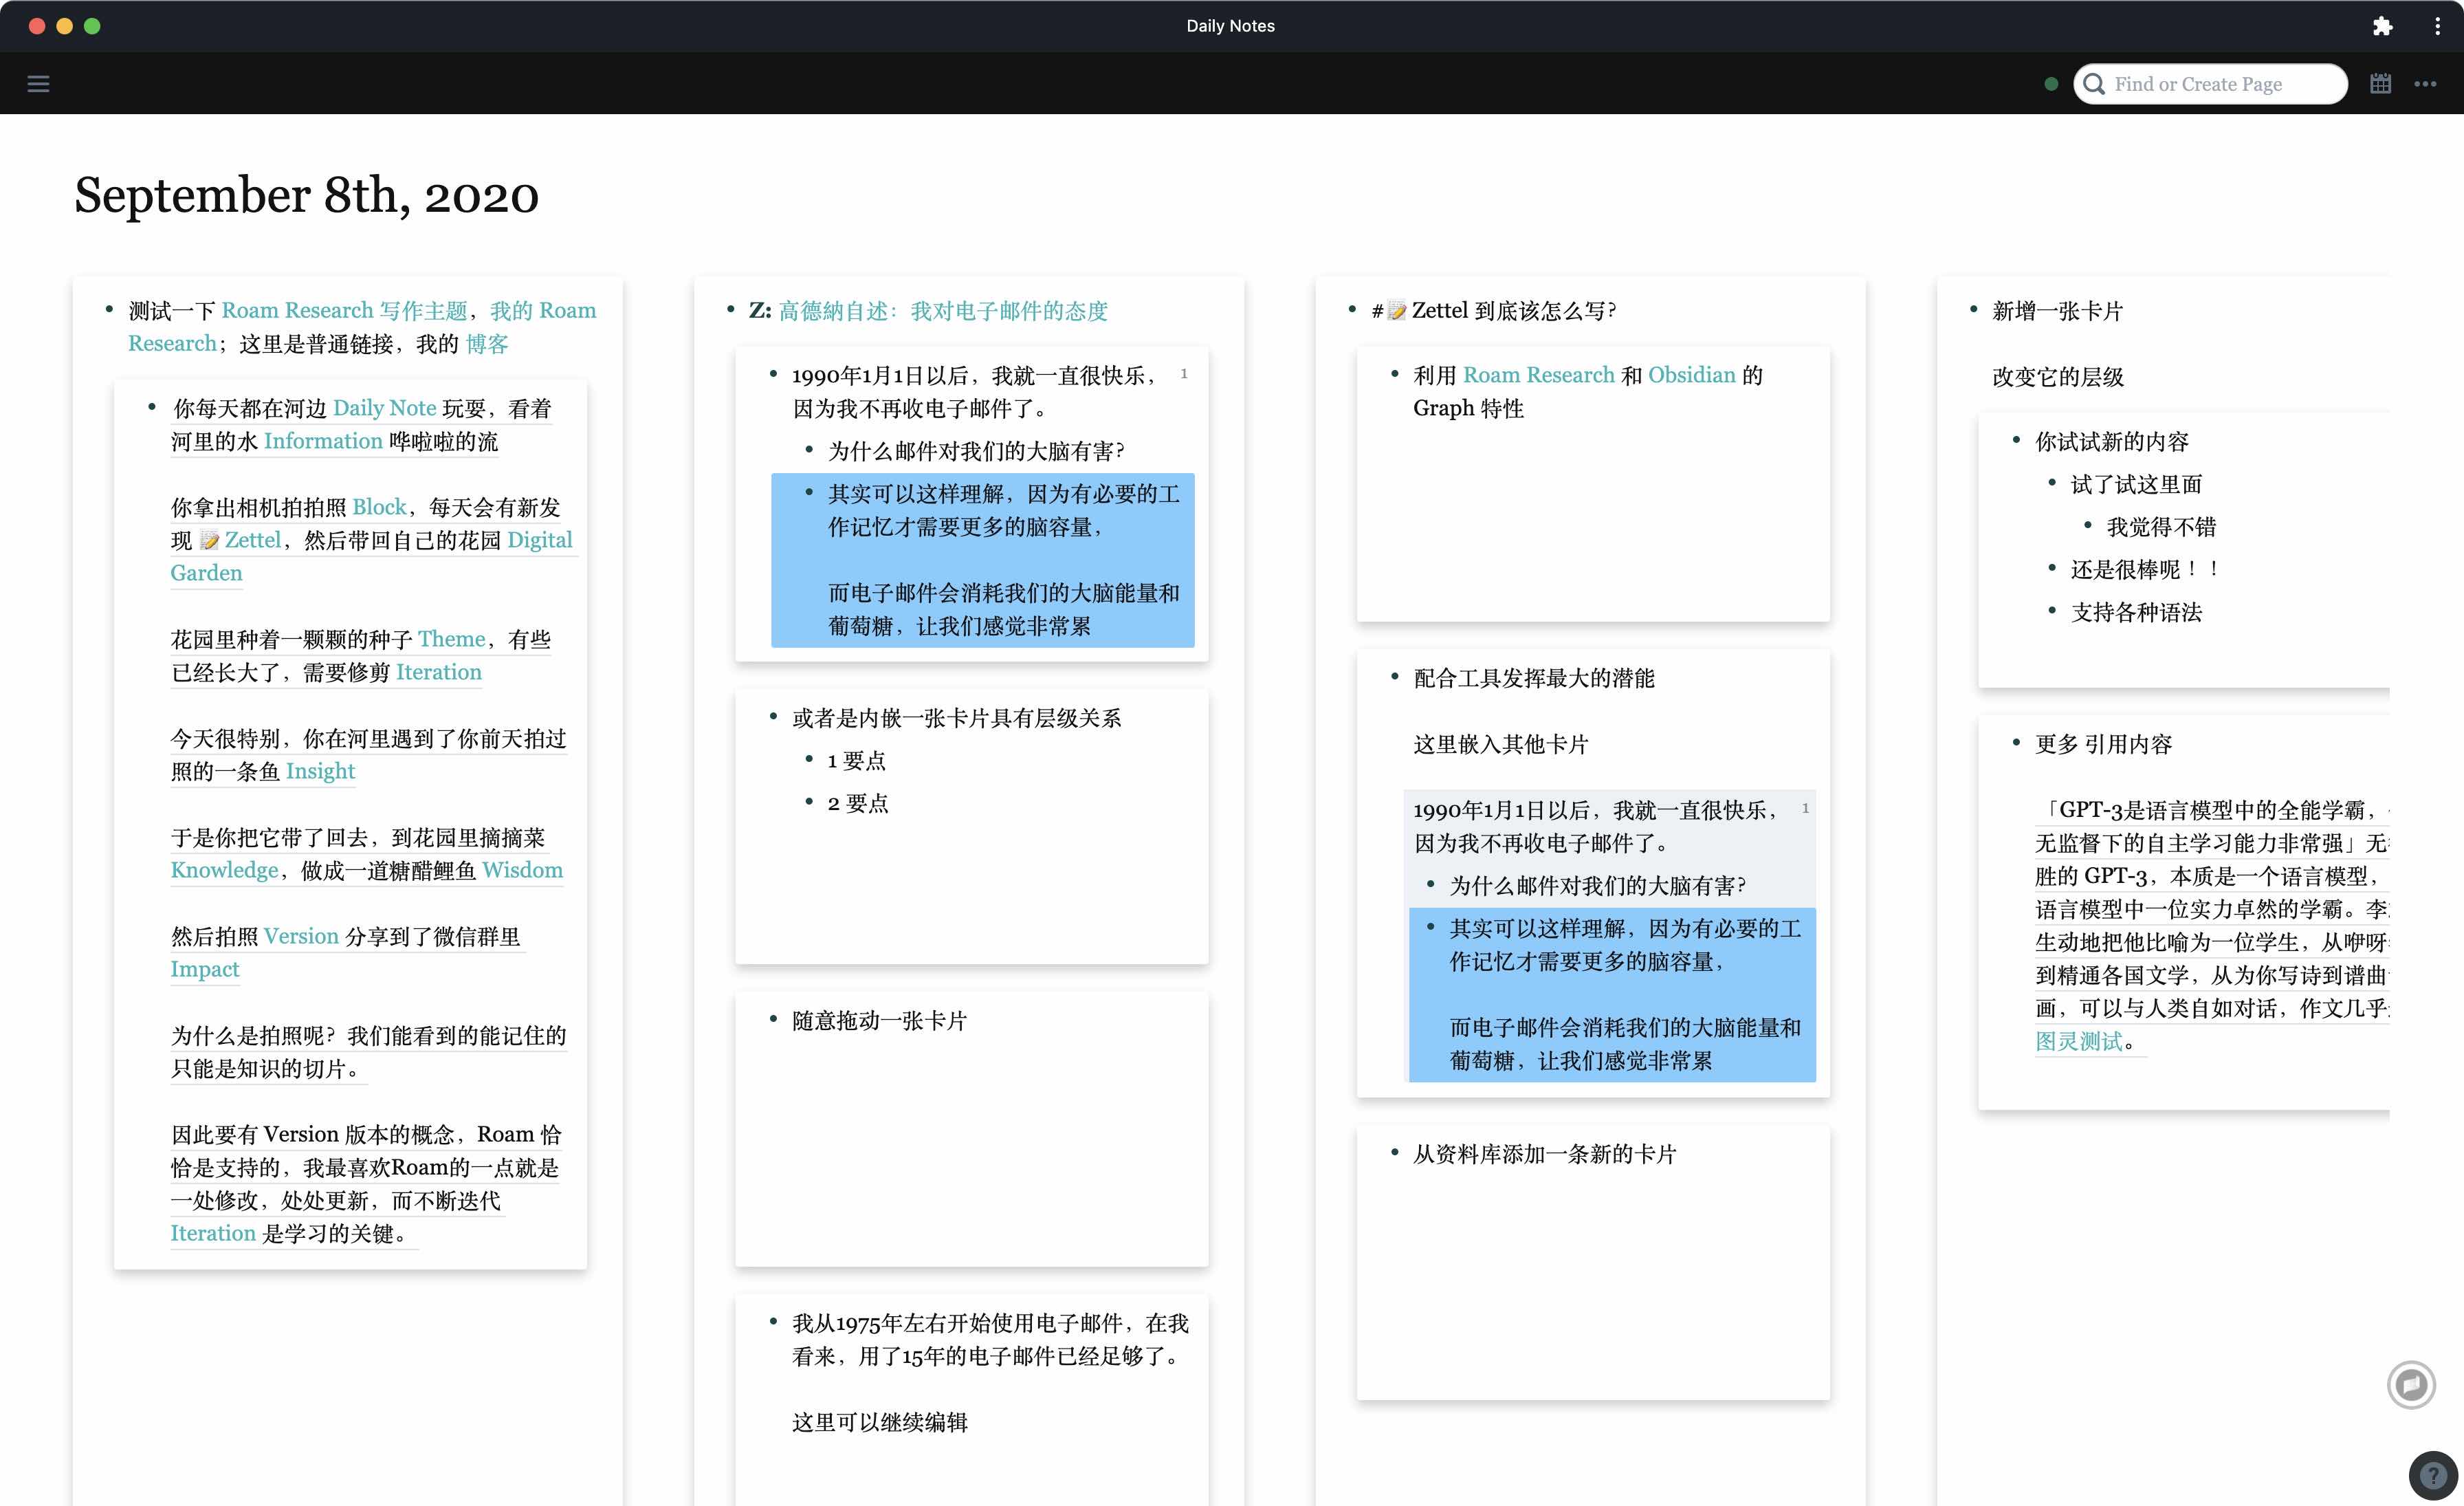 Daily Notes
Find or Create Page
September 8th, 2020
测试一下 Roam Research 写作主题，我的 Roam
Research；这里是普通链接，我的 博客
你每天都在河边 Daily Note 玩耍，看着
河里的水 Information 哗啦啦的流
你拿出相机拍拍照 Block，每天会有新发
现 📝 Zettel，然后带回自己的花园 Digital
Garden
花园里种着一颗颗的种子 Theme，有些
已经长大了，需要修剪 Iteration
今天很特别，你在河里遇到了你前天拍过
照的一条鱼 Insight
于是你把它带了回去，到花园里摘摘菜
Knowledge，做成一道糖醋鲤鱼 Wisdom
然后拍照 Version 分享到了微信群里
Impact
为什么是拍照呢？我们能看到的能记住的
只能是知识的切片。
因此要有 Version 版本的概念，Roam 恰
恰是支持的，我最喜欢Roam的一点就是
一处修改，处处更新，而不断迭代
Iteration 是学习的关键。
Z: 高德納自述：我对电子邮件的态度
1990年1月1日以后，我就一直很快乐， 1
因为我不再收电子邮件了。
为什么邮件对我们的大脑有害？
其实可以这样理解，因为有必要的工
作记忆才需要更多的脑容量，
而电子邮件会消耗我们的大脑能量和
葡萄糖，让我们感觉非常累
或者是内嵌一张卡片具有层级关系
1 要点
2 要点
随意拖动一张卡片
我从1975年左右开始使用电子邮件，在我
看来，用了15年的电子邮件已经足够了。
这里可以继续编辑
#📝 Zettel 到底该怎么写？
利用 Roam Research 和 Obsidian 的
Graph 特性
配合工具发挥最大的潜能
这里嵌入其他卡片
1990年1月1日以后，我就一直很快乐， 1
因为我不再收电子邮件了。
为什么邮件对我们的大脑有害？
其实可以这样理解，因为有必要的工
作记忆才需要更多的脑容量，
而电子邮件会消耗我们的大脑能量和
葡萄糖，让我们感觉非常累
从资料库添加一条新的卡片
新增一张卡片
改变它的层级
你试试新的内容
试了试这里面
我觉得不错
还是很棒呢！！
支持各种语法
更多 引用内容
「GPT-3是语言模型中的全能学霸，
无监督下的自主学习能力非常强」无
胜的 GPT-3，本质是一个语言模型，
语言模型中一位实力卓然的学霸。李
生动地把他比喻为一位学生，从咿呀
到精通各国文学，从为你写诗到谱曲
画，可以与人类自如对话，作文几乎
图灵测试。
?